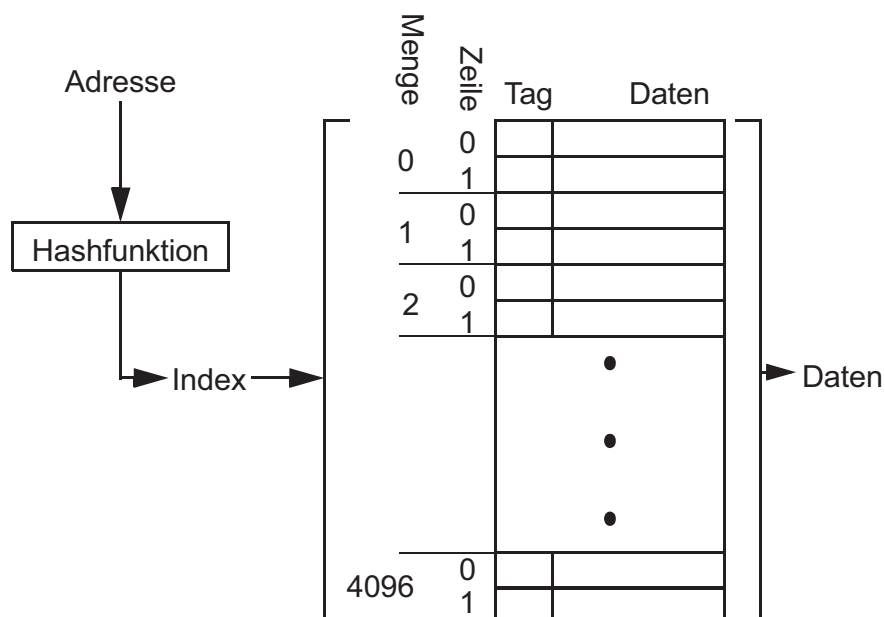 Adresse
Hashfunktion
Index
Menge
Zeile
Tag
Daten
0
0
1
1
0
1
2
0
1
4096
0
1
Daten